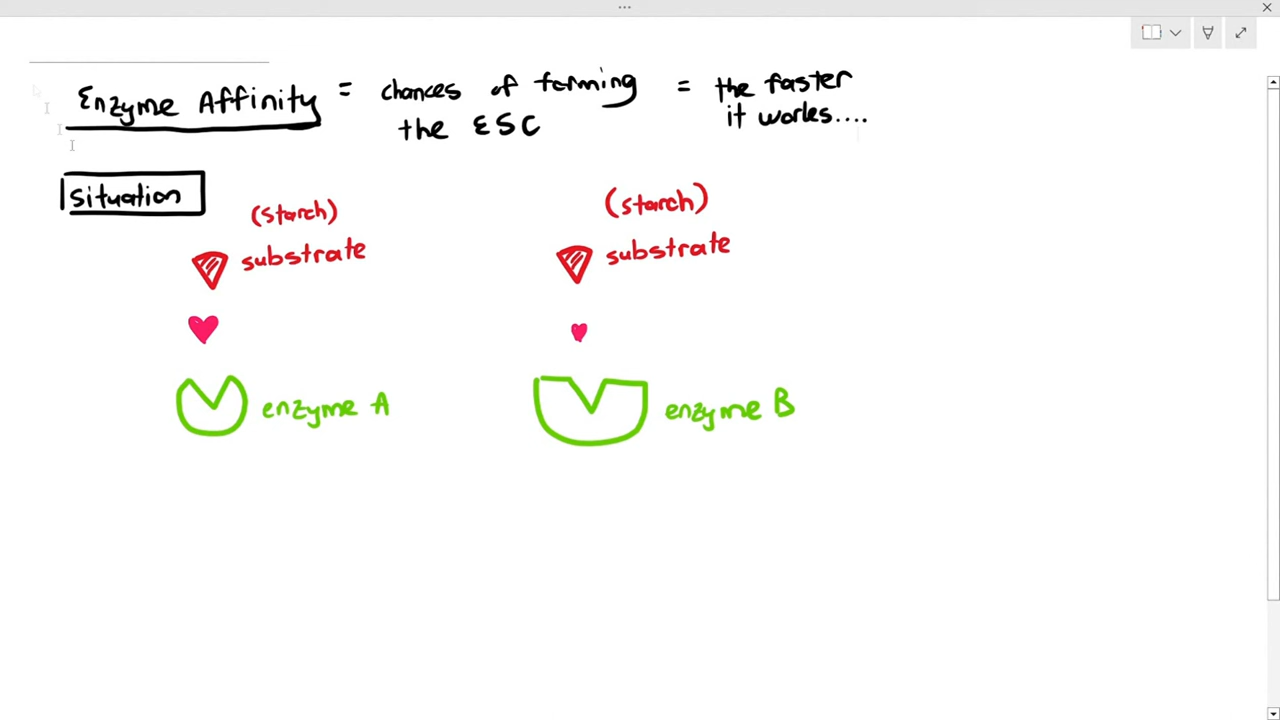 Enzyme Affinity = chances of forming = the faster
the ESC it works....
situation
(starch) (starch)
substrate substrate
enzyme A enzyme B